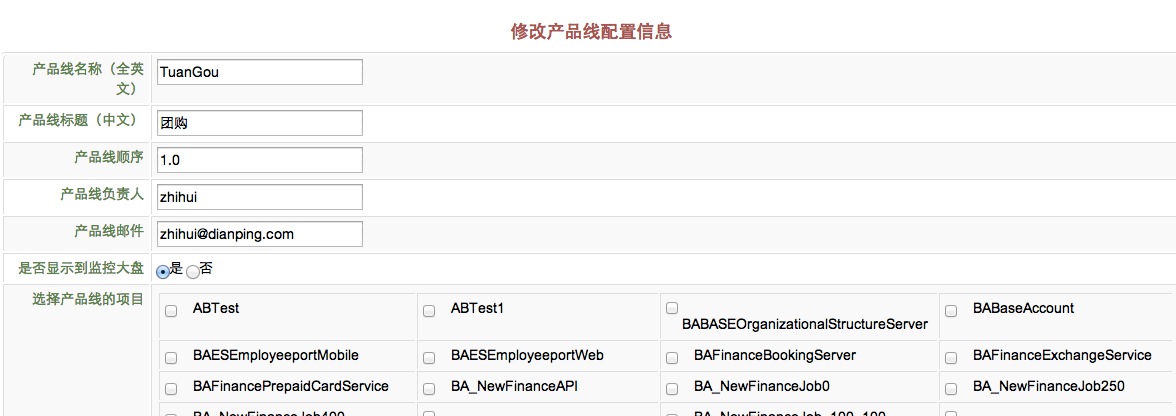 修改产品线配置信息
产品线名称（全英
文）
TuanGou
产品线标题（中文）
团购
产品线顺序
1.0
产品线负责人
zhihui
产品线邮件
zhihui@dianping.com
是否显示到监控大盘
是 否
选择产品线的项目
ABTest ABTest1 BABASEOrganizationalStructureServer BABaseAccount
BAESEmployeeportMobile BAESEmployeeportWeb BAFinanceBookingServer BAFinanceExchangeService
BAFinancePrepaidCardService BA_NewFinanceAPI BA_NewFinanceJob0 BA_NewFinanceJob250